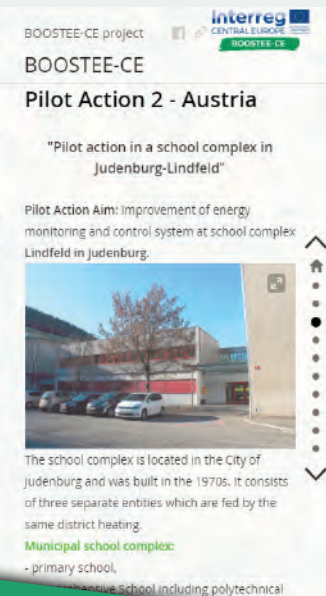 BOOSTEE-CE project
Interreg
CENTRAL EUROPE
BOOSTEE-CE
BOOSTEE-CE
Pilot Action 2 - Austria
"Pilot action in a school complex in
Judenburg-Lindfeld"
Pilot Action Aim: Improvement of energy
monitoring and control system at school complex
Lindfeld in Judenburg.
The school complex is located in the City of
Judenburg and was built in the 1970s. It consists
of three separate entities which are fed by the
same district heating.
Municipal school complex:
- primary school,
School including polytechnical